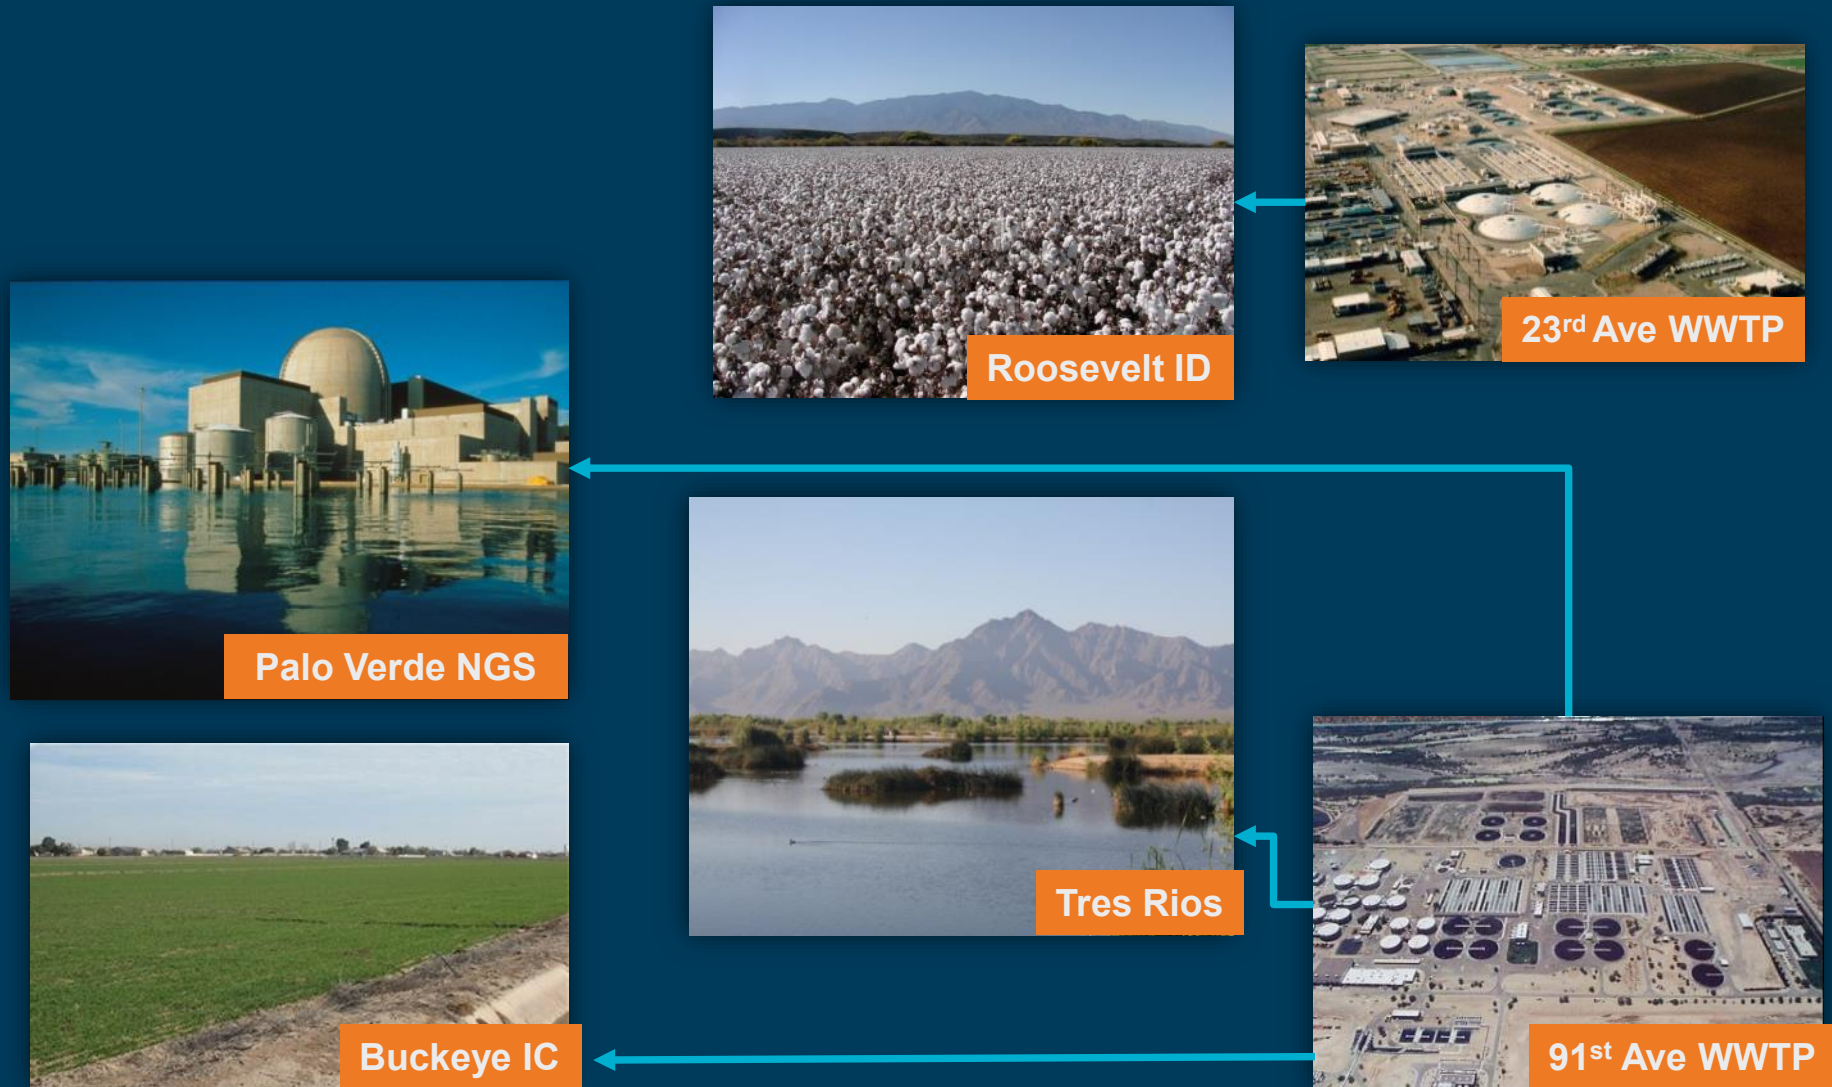 Roosevelt ID
23rd Ave WWTP
Palo Verde NGS
Tres Rios
Buckeye IC
91st Ave WWTP